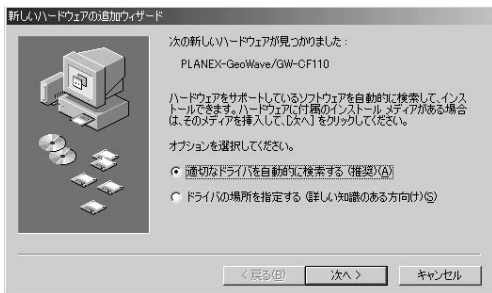 新しいハードウェアの追加ウィザード
次の新しいハードウェアが見つかりました：
PLANEX-GeoWave/GW-CF110
ハードウェアをサポートしているソフトウェアを自動的に検索して、インス
トールできます。ハードウェアに付属のインストール メディアがある場合
は、そのメディアを挿入して、[次へ] をクリックしてください。
オプションを選択してください。
適切なドライバを自動的に検索する (推奨)(A)
ドライバの場所を指定する (詳しい知識のある方向け)(S)
< 戻る(B)
次へ >
キャンセル